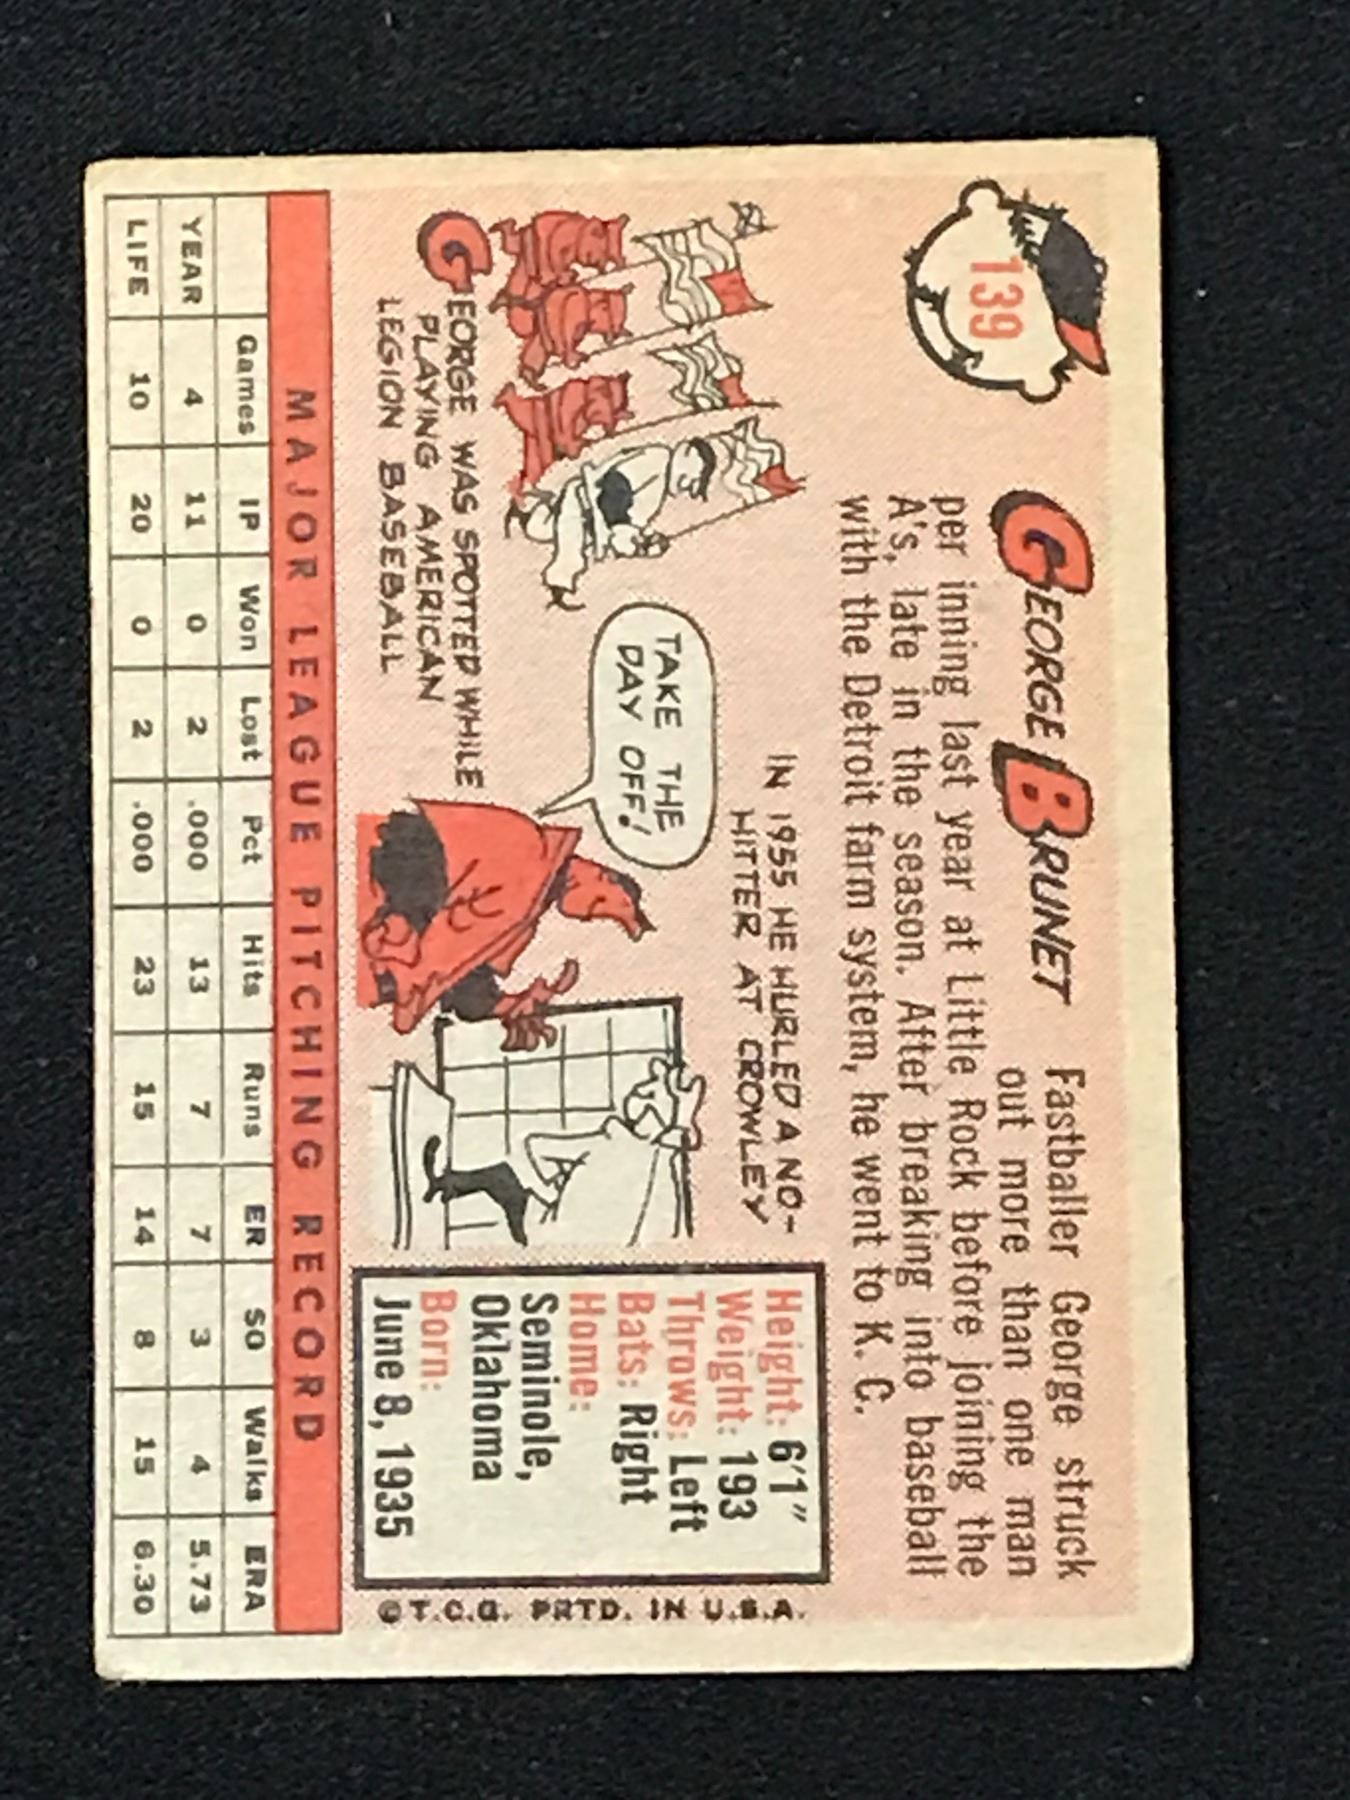 139
GEORGE BRUNET Fastballer George struck
out more than one man
per inning last year at Little Rock before joining the
A's, late in the season. After breaking into baseball
with the Detroit farm system, he went to K. C.
IN 1955 HE HURLED A NO-
HITTER AT CROWLEY
TAKE THE
DAY OFF!
GEORGE WAS SPOTTED WHILE
PLAYING AMERICAN
LEGION BASEBALL
Height: 6'1"
Weight: 193
Throws: Left
Bats: Right
Home:
Seminole,
Oklahoma
Born:
June 8, 1935
© T.C.G. PRTD. IN U.S.A.
MAJOR LEAGUE PITCHING RECORD
Games IP Won Lost Pct Hits Runs ER SO Walks ERA
YEAR 4 11 0 2 .000 13 7 7 3 4 5.73
LIFE 10 20 0 2 .000 23 15 14 8 15 6.30